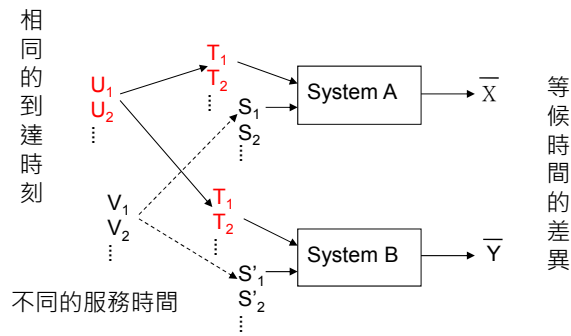 相同的到達時刻
U1
U2
⋮
T1
T2
⋮
S1
S2
⋮
System A
X̅
V1
V2
⋮
T1
T2
⋮
S'1
S'2
⋮
System B
Y̅
不同的服務時間
等候時間的差異